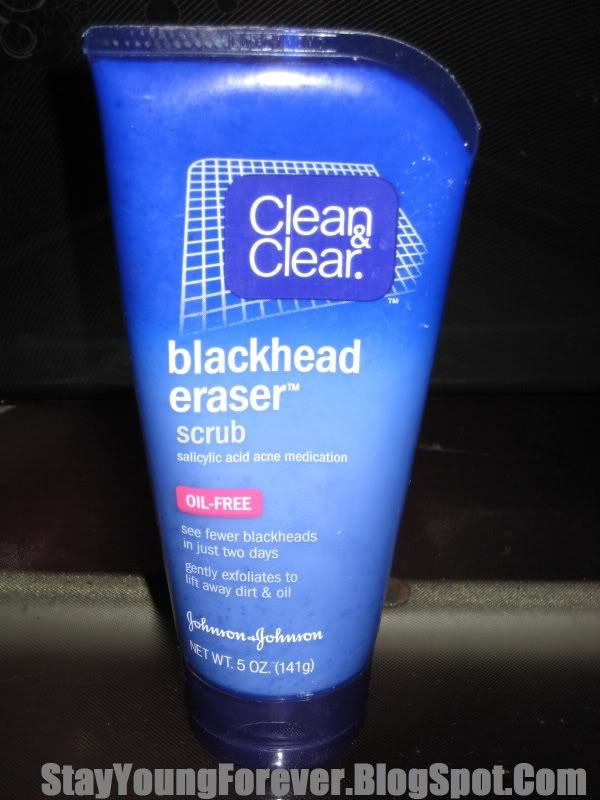 Clean
&
Clear®
™
blackhead
eraser™
scrub
salicylic acid acne medication
OIL-FREE
see fewer blackheads
in just two days
gently exfoliates to
lift away dirt & oil
Johnson&Johnson
NET WT. 5 OZ. (141g)
StayYoungForever.BlogSpot.Com